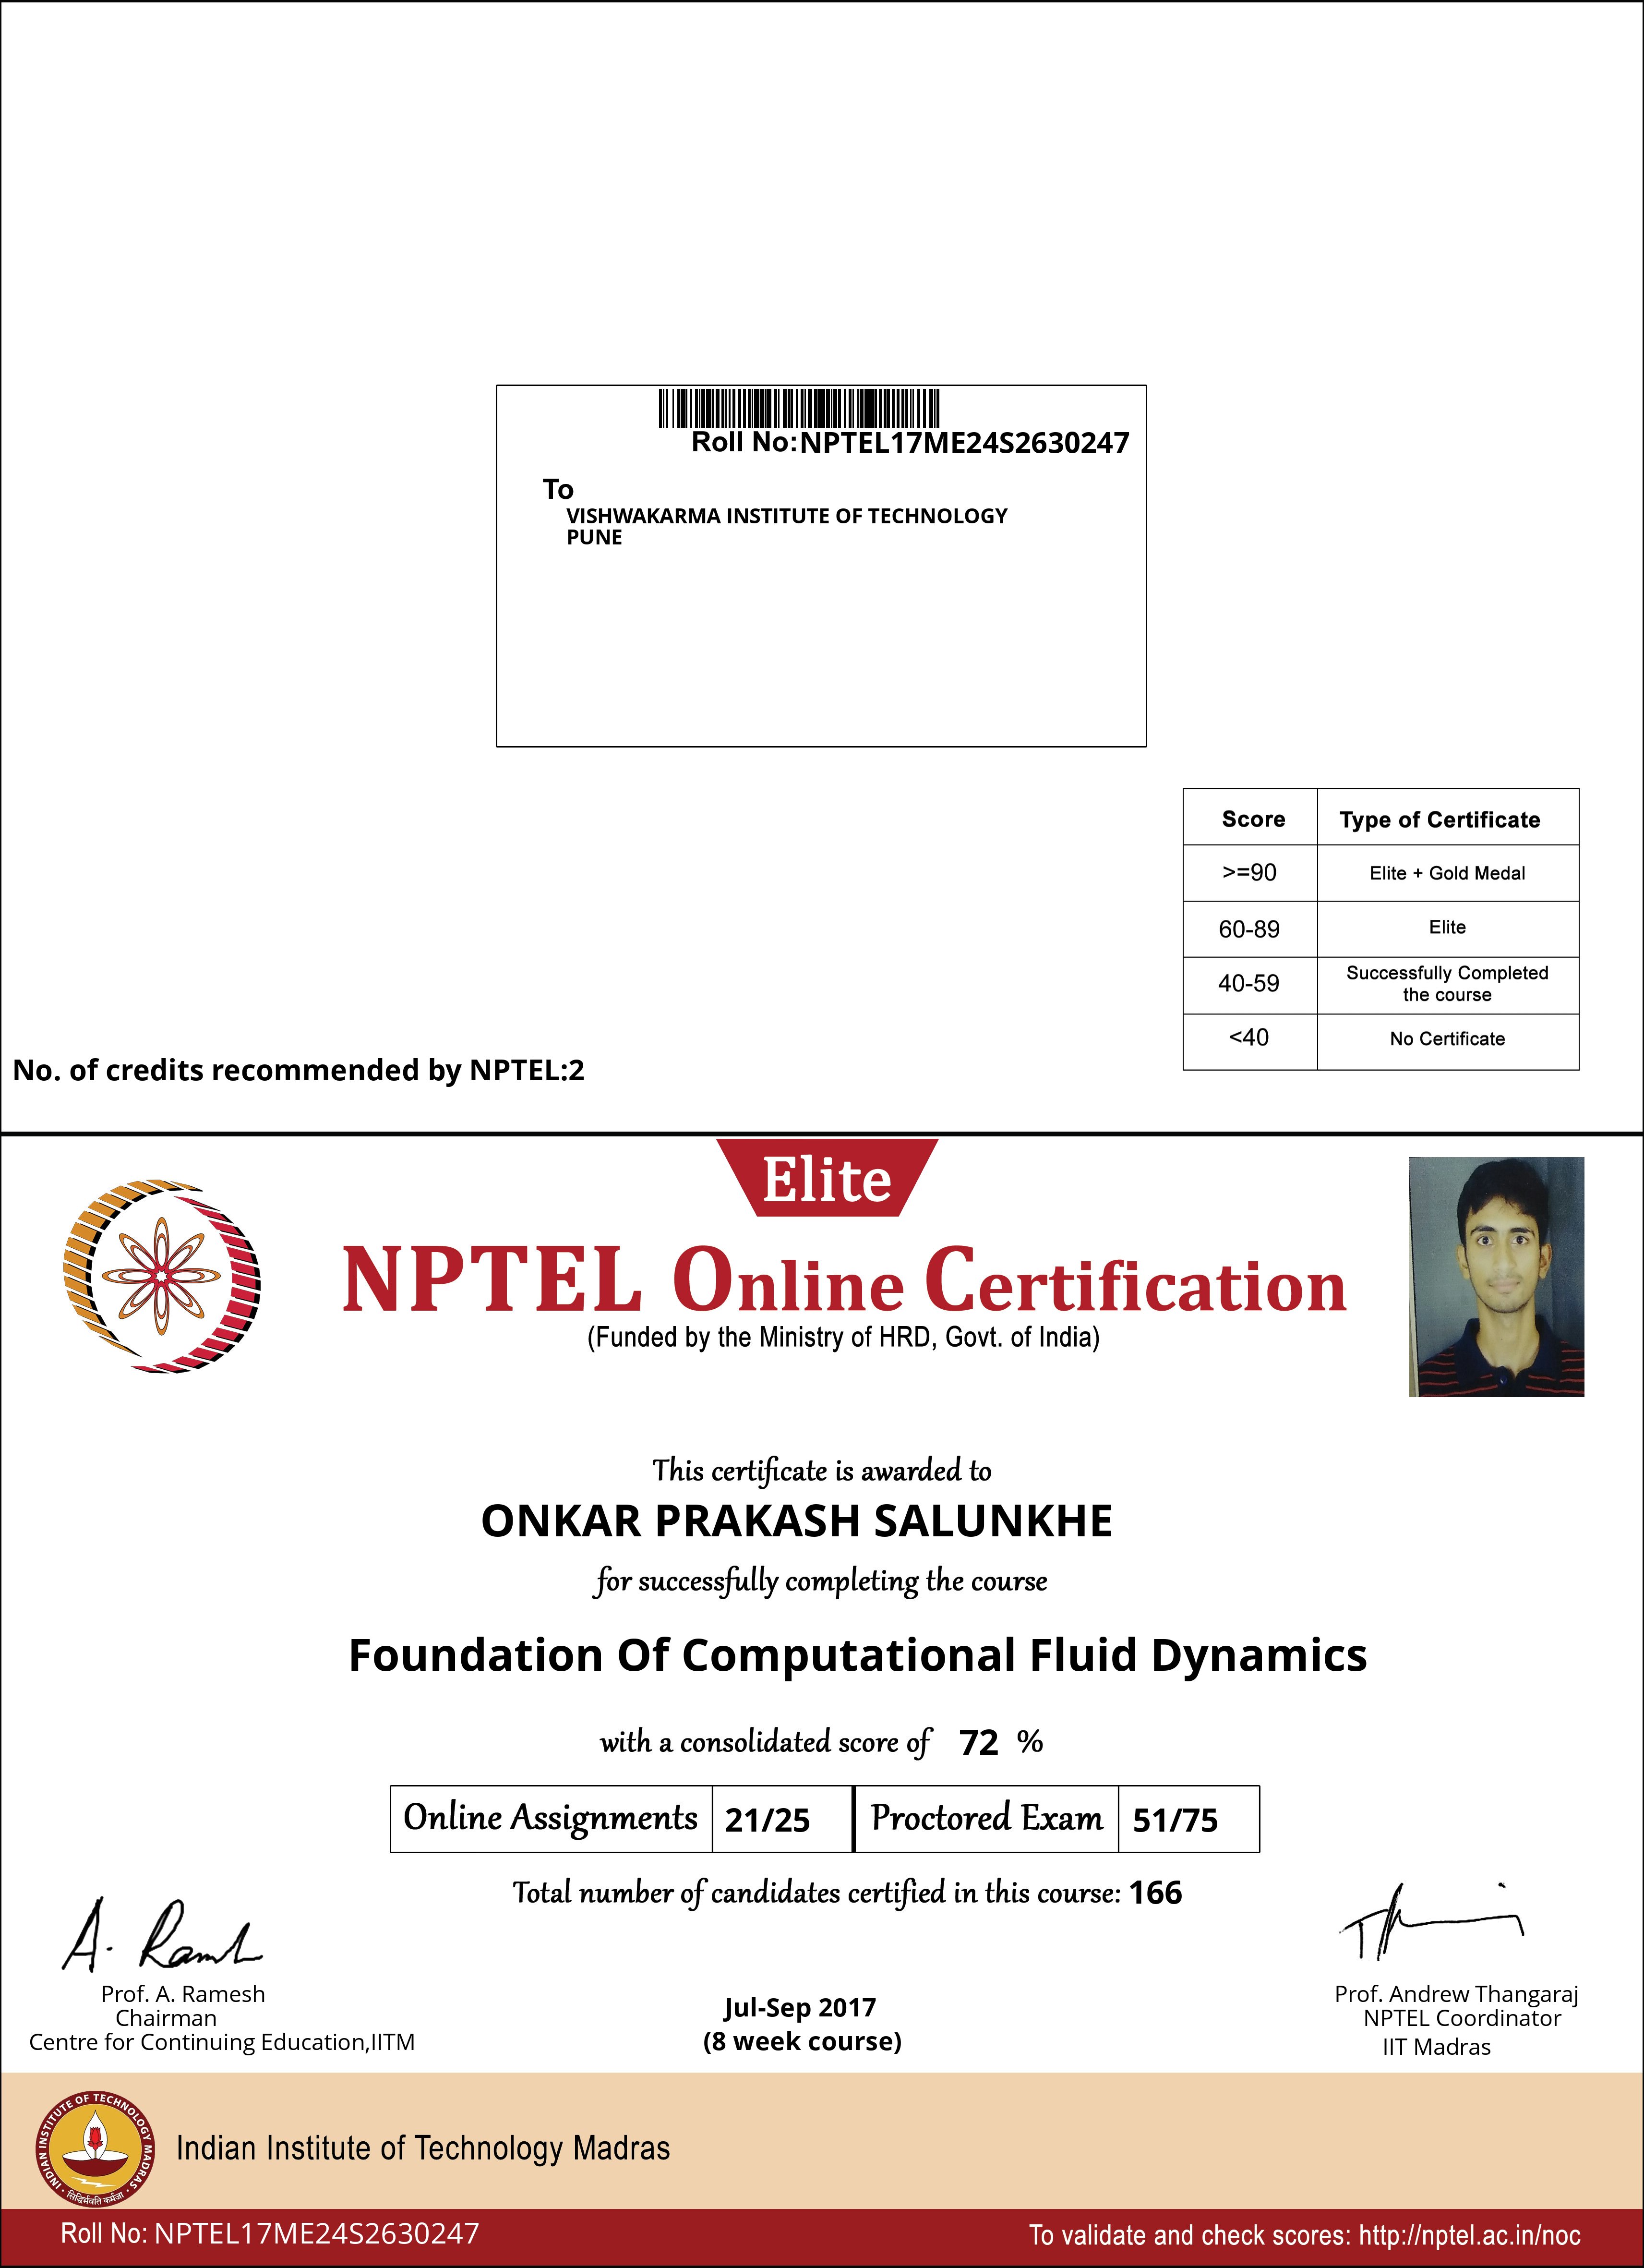 Roll No:NPTEL17ME24S2630247
To
VISHWAKARMA INSTITUTE OF TECHNOLOGY
PUNE
Score Type of Certificate
>=90 Elite + Gold Medal
60-89 Elite
40-59 Successfully Completed
the course
<40 No Certificate
No. of credits recommended by NPTEL:2
Elite
NPTEL Online Certification
(Funded by the Ministry of HRD, Govt. of India)
This certificate is awarded to
ONKAR PRAKASH SALUNKHE
for successfully completing the course
Foundation Of Computational Fluid Dynamics
with a consolidated score of 72 %
Online Assignments 21/25 Proctored Exam 51/75
Total number of candidates certified in this course: 166
A. Ramesh
Prof. A. Ramesh
Chairman
Centre for Continuing Education,IITM
Jul-Sep 2017
(8 week course)
Prof. Andrew Thangaraj
NPTEL Coordinator
IIT Madras
INDIAN INSTITUTE OF TECHNOLOGY MADRAS
सिद्धिर्भवति कर्मजा
Indian Institute of Technology Madras
Roll No: NPTEL17ME24S2630247
To validate and check scores: http://nptel.ac.in/noc